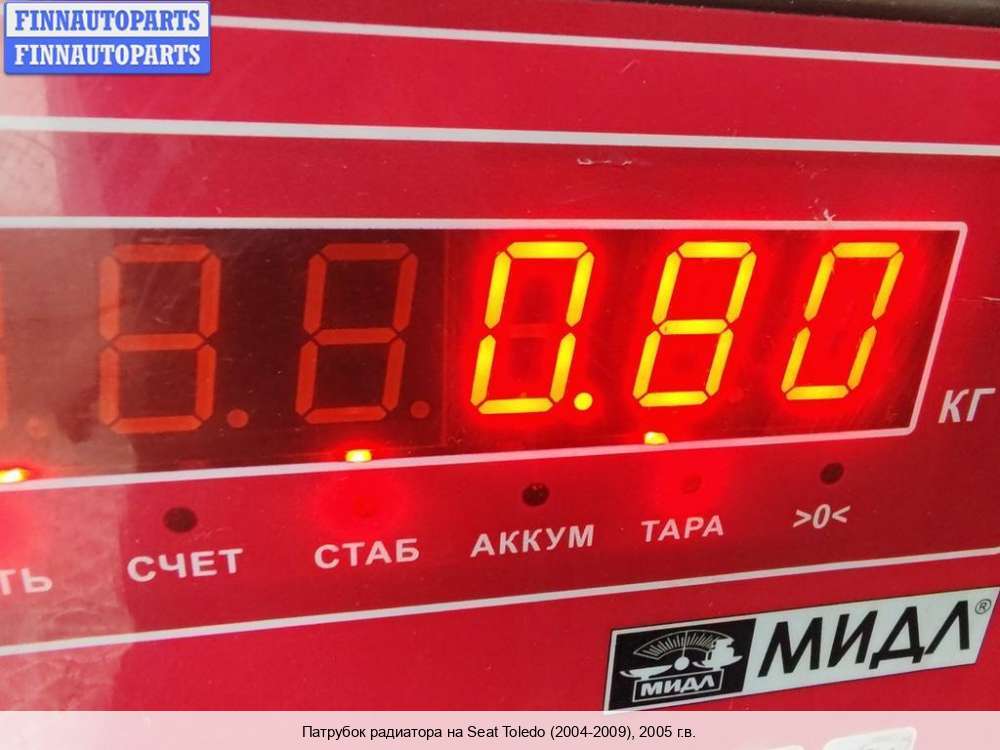 FINNAUTOPARTS
FINNAUTOPARTS
0.80
КГ
СЧЕТ СТАБ АККУМ ТАРА >0<
МИДЛ МИДЛ®
Патрубок радиатора на Seat Toledo (2004-2009), 2005 г.в.